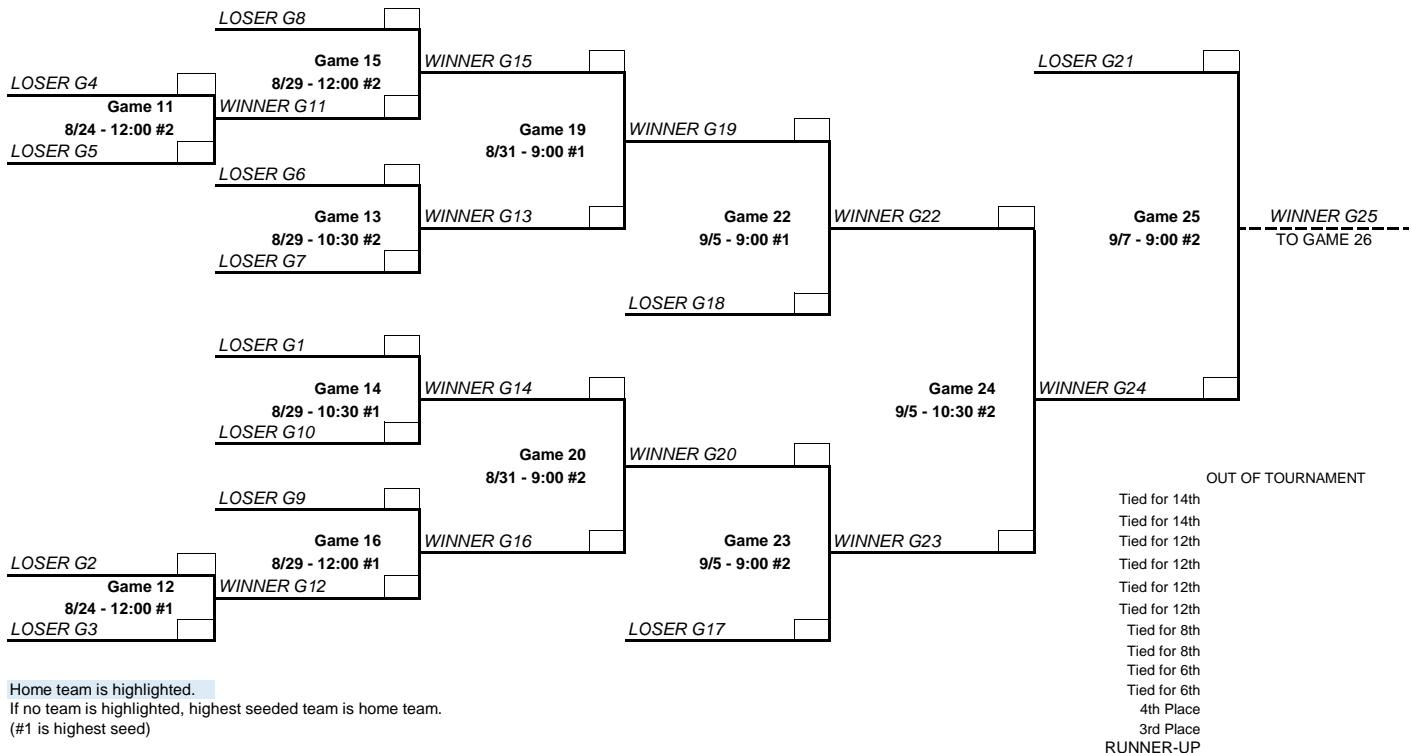 LOSER G8
Game 15
8/29 - 12:00 #2
WINNER G15
LOSER G21
LOSER G4
Game 11
8/24 - 12:00 #2
WINNER G11
LOSER G5
Game 19
8/31 - 9:00 #1
WINNER G19
LOSER G6
Game 13
8/29 - 10:30 #2
WINNER G13
LOSER G7
Game 22
9/5 - 9:00 #1
WINNER G22
Game 25
9/7 - 9:00 #2
WINNER G25
TO GAME 26
LOSER G18
LOSER G1
Game 14
8/29 - 10:30 #1
WINNER G14
LOSER G10
Game 24
9/5 - 10:30 #2
WINNER G24
Game 20
8/31 - 9:00 #2
WINNER G20
LOSER G9
Game 16
8/29 - 12:00 #1
WINNER G16
LOSER G2
Game 12
8/24 - 12:00 #1
WINNER G12
LOSER G3
Game 23
9/5 - 9:00 #2
WINNER G23
LOSER G17
OUT OF TOURNAMENT
Tied for 14th
Tied for 14th
Tied for 12th
Tied for 12th
Tied for 12th
Tied for 12th
Tied for 8th
Tied for 8th
Tied for 6th
Tied for 6th
4th Place
3rd Place
RUNNER-UP
Home team is highlighted.
If no team is highlighted, highest seeded team is home team.
(#1 is highest seed)